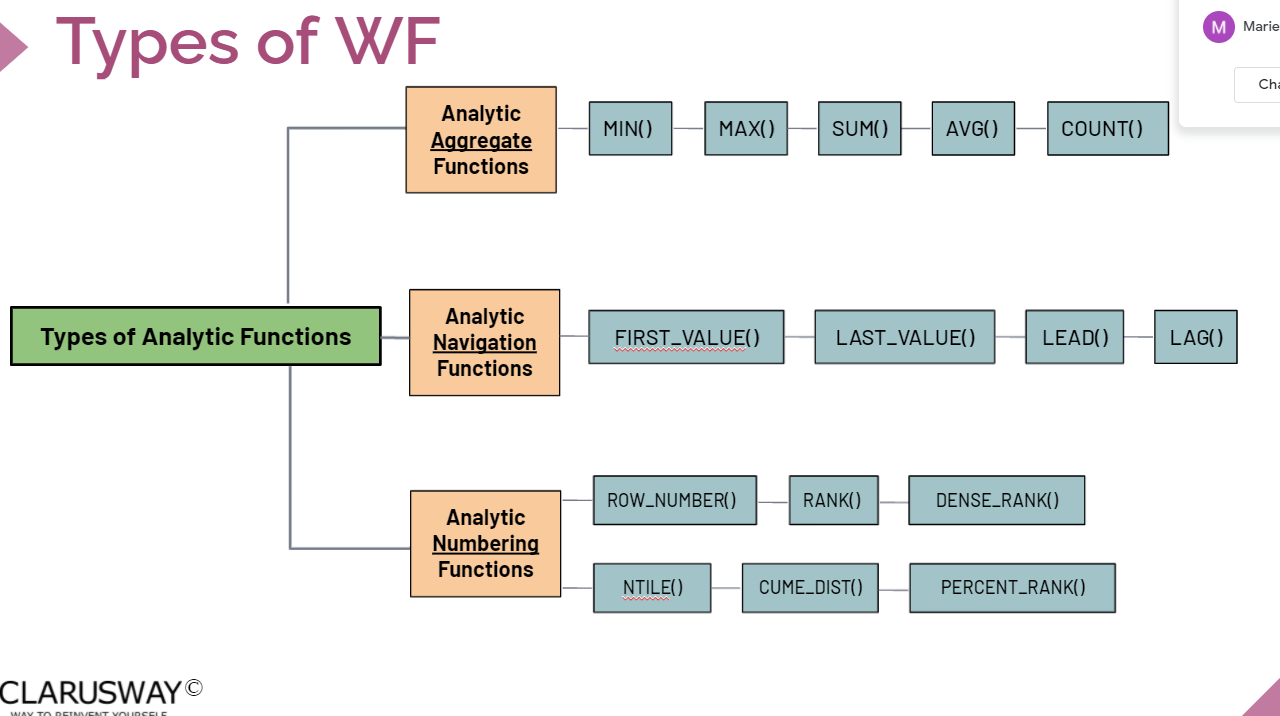 Types of WF
M Marie
Cha
Analytic
Aggregate
Functions
MIN()
MAX()
SUM()
AVG()
COUNT()
Types of Analytic Functions
Analytic
Navigation
Functions
FIRST_VALUE()
LAST_VALUE()
LEAD()
LAG()
Analytic
Numbering
Functions
ROW_NUMBER()
RANK()
DENSE_RANK()
NTILE()
CUME_DIST()
PERCENT_RANK()
CLARUSWAY©
WAY TO REINVENT YOURSELF